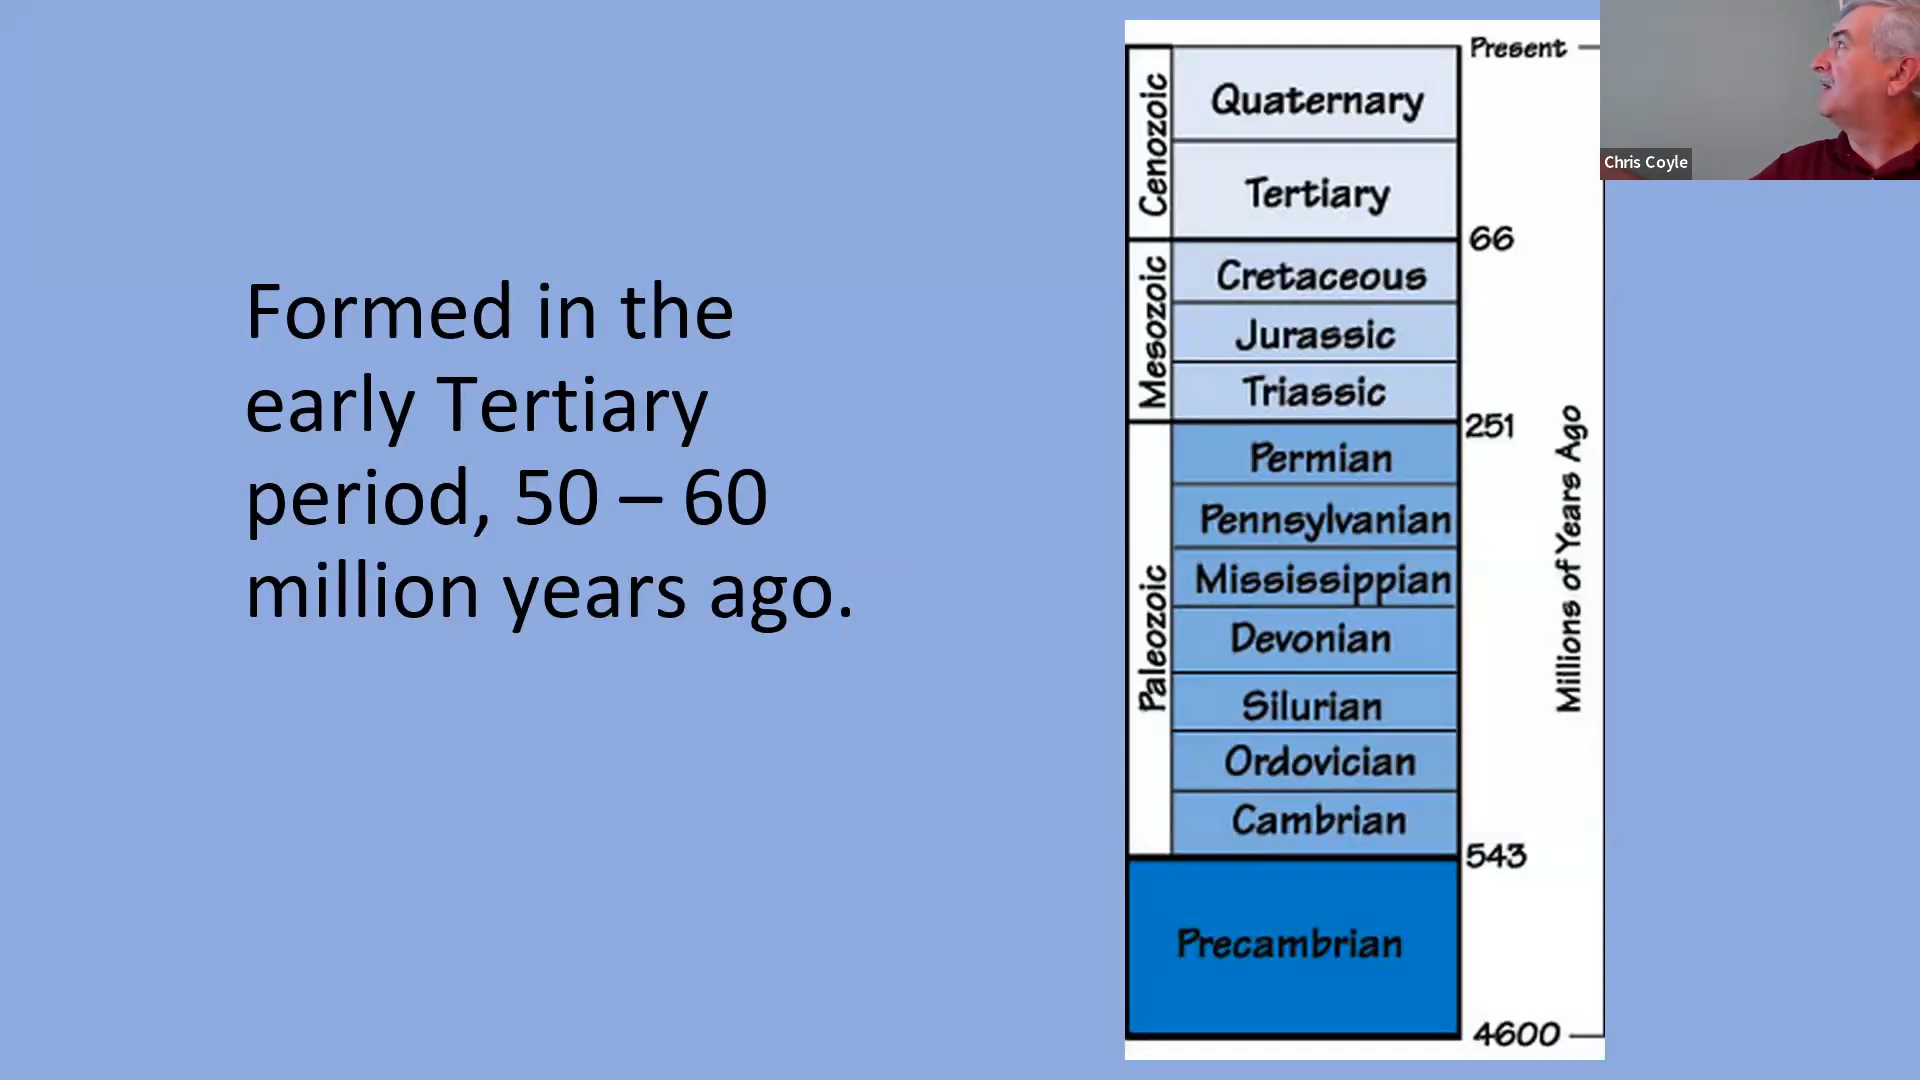 Formed in the
early Tertiary
period, 50 – 60
million years ago.
Present
Cenozoic
Quaternary
Tertiary
66
Mesozoic
Cretaceous
Jurassic
Triassic
251
Paleozoic
Permian
Pennsylvanian
Mississippian
Devonian
Silurian
Ordovician
Cambrian
543
Precambrian
4600
Millions of Years Ago
Chris Coyle